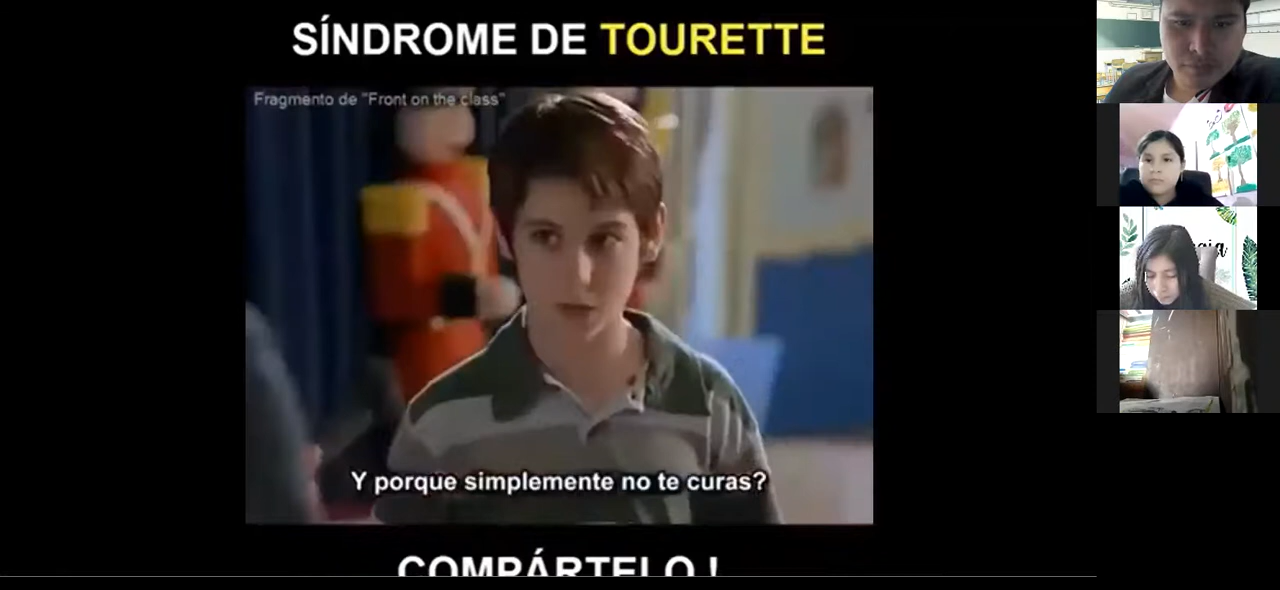 SÍNDROME DE TOURETTE
Fragmento de "Front on the class"
Y porque simplemente no te curas?
COMPÁRTELO !